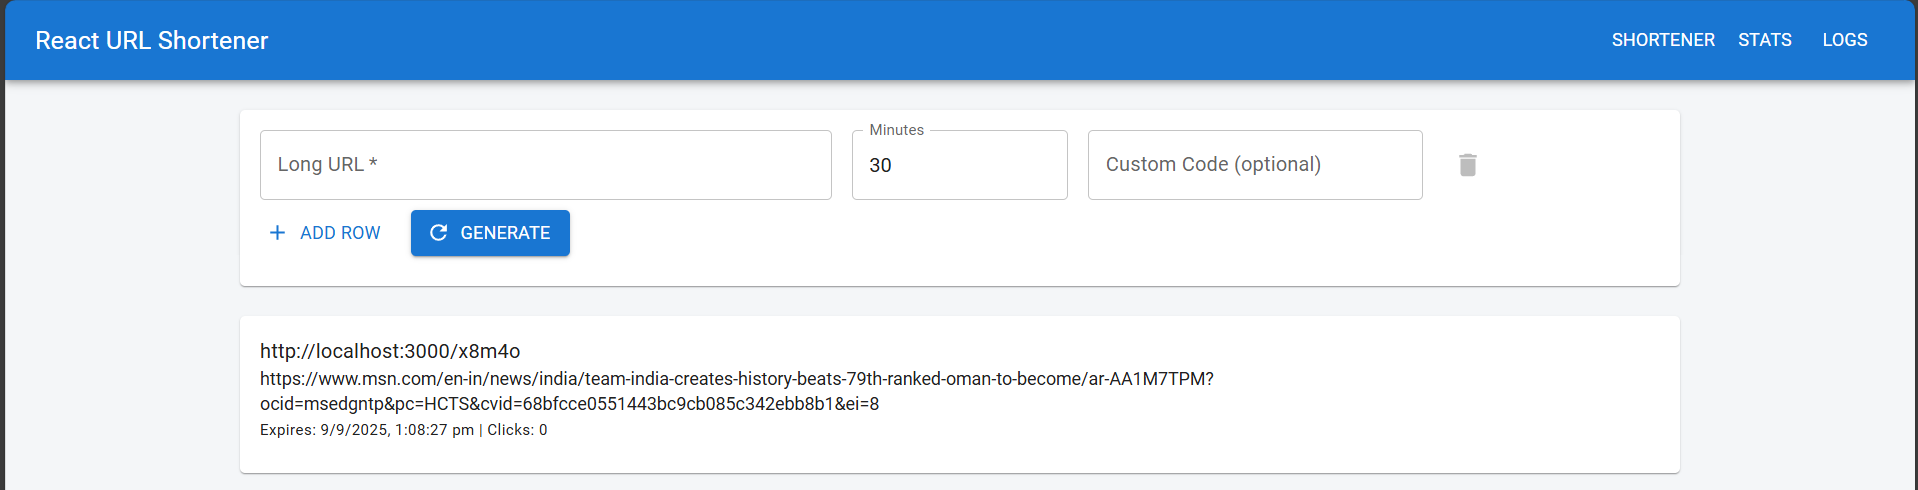 React URL Shortener
SHORTENER STATS LOGS
Long URL *
Minutes
30
Custom Code (optional)
ADD ROW
GENERATE
http://localhost:3000/x8m4o
https://www.msn.com/en-in/news/india/team-india-creates-history-beats-79th-ranked-oman-to-become/ar-AA1M7TPM?
ocid=msedgntp&pc=HCTS&cvid=68bfcce0551443bc9cb085c342ebb8b1&ei=8
Expires: 9/9/2025, 1:08:27 pm | Clicks: 0